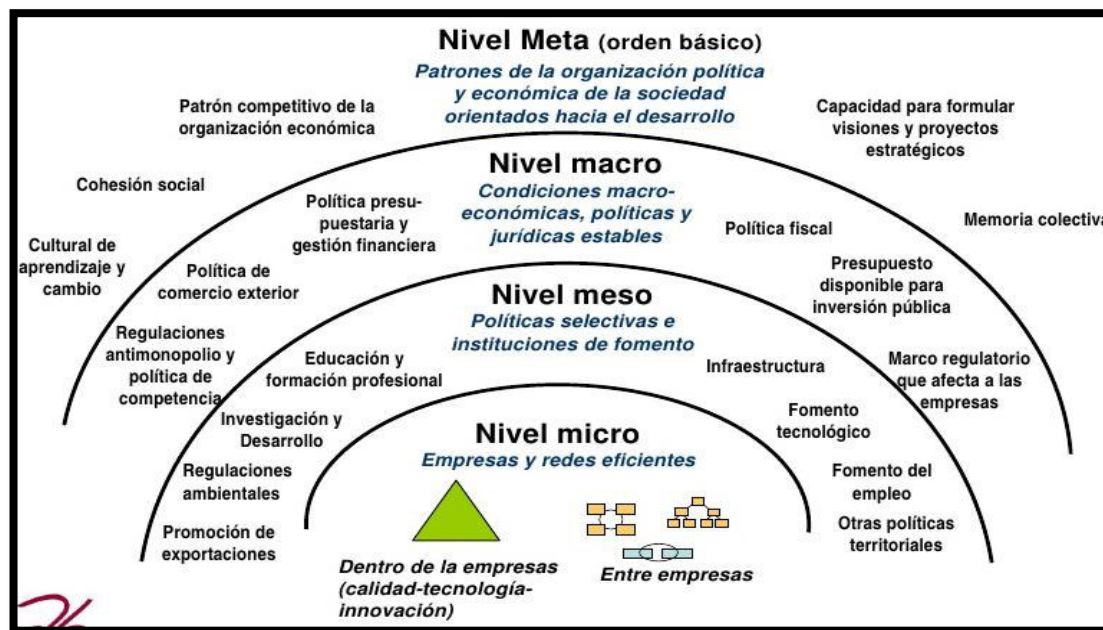 Nivel Meta (orden básico)
Patrones de la organización política
y económica de la sociedad
orientados hacia el desarrollo
Patrón competitivo de la
organización económica
Capacidad para formular
visiones y proyectos
estratégicos
Cohesión social
Memoria colectiva
Cultural de
aprendizaje y
cambio
Nivel macro
Condiciones macro-
económicas, políticas y
jurídicas estables
Política presu-
puestaria y
gestión financiera
Política fiscal
Política de
comercio exterior
Presupuesto
disponible para
inversión pública
Regulaciones
antimonopolio y
política de
competencia
Marco regulatorio
que afecta a las
empresas
Nivel meso
Políticas selectivas e
instituciones de fomento
Educación y
formación profesional
Infraestructura
Investigación y
Desarrollo
Fomento
tecnológico
Regulaciones
ambientales
Fomento del
empleo
Promoción de
exportaciones
Otras políticas
territoriales
Nivel micro
Empresas y redes eficientes
Dentro de la empresas
(calidad-tecnología-
innovación)
Entre empresas